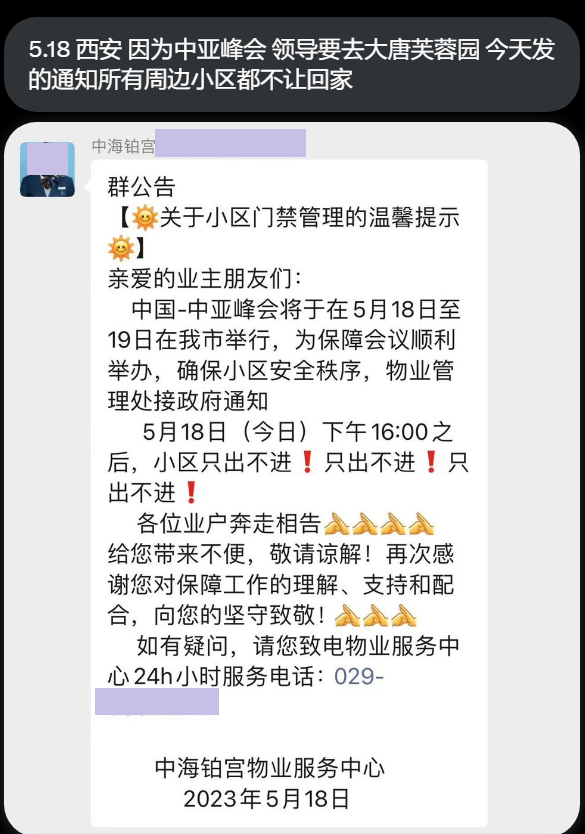 5.18 西安 因为中亚峰会 领导要去大唐芙蓉园 今天发
的通知所有周边小区都不让回家
中海铂宫
群公告
【🌞关于小区门禁管理的温馨提示
🌞】
亲爱的业主朋友们：
中国-中亚峰会将于在5月18日至
19日在我市举行，为保障会议顺利
举办，确保小区安全秩序，物业管
理处接政府通知
5月18日（今日）下午16:00之
后，小区只出不进❗只出不进❗只
出不进❗
各位业户奔走相告🙏🙏🙏🙏
给您带来不便，敬请谅解！再次感
谢您对保障工作的理解、支持和配
合，向您的坚守致敬！🙏🙏🙏
如有疑问，请您致电物业服务中
心24h小时服务电话：029-
中海铂宫物业服务中心
2023年5月18日